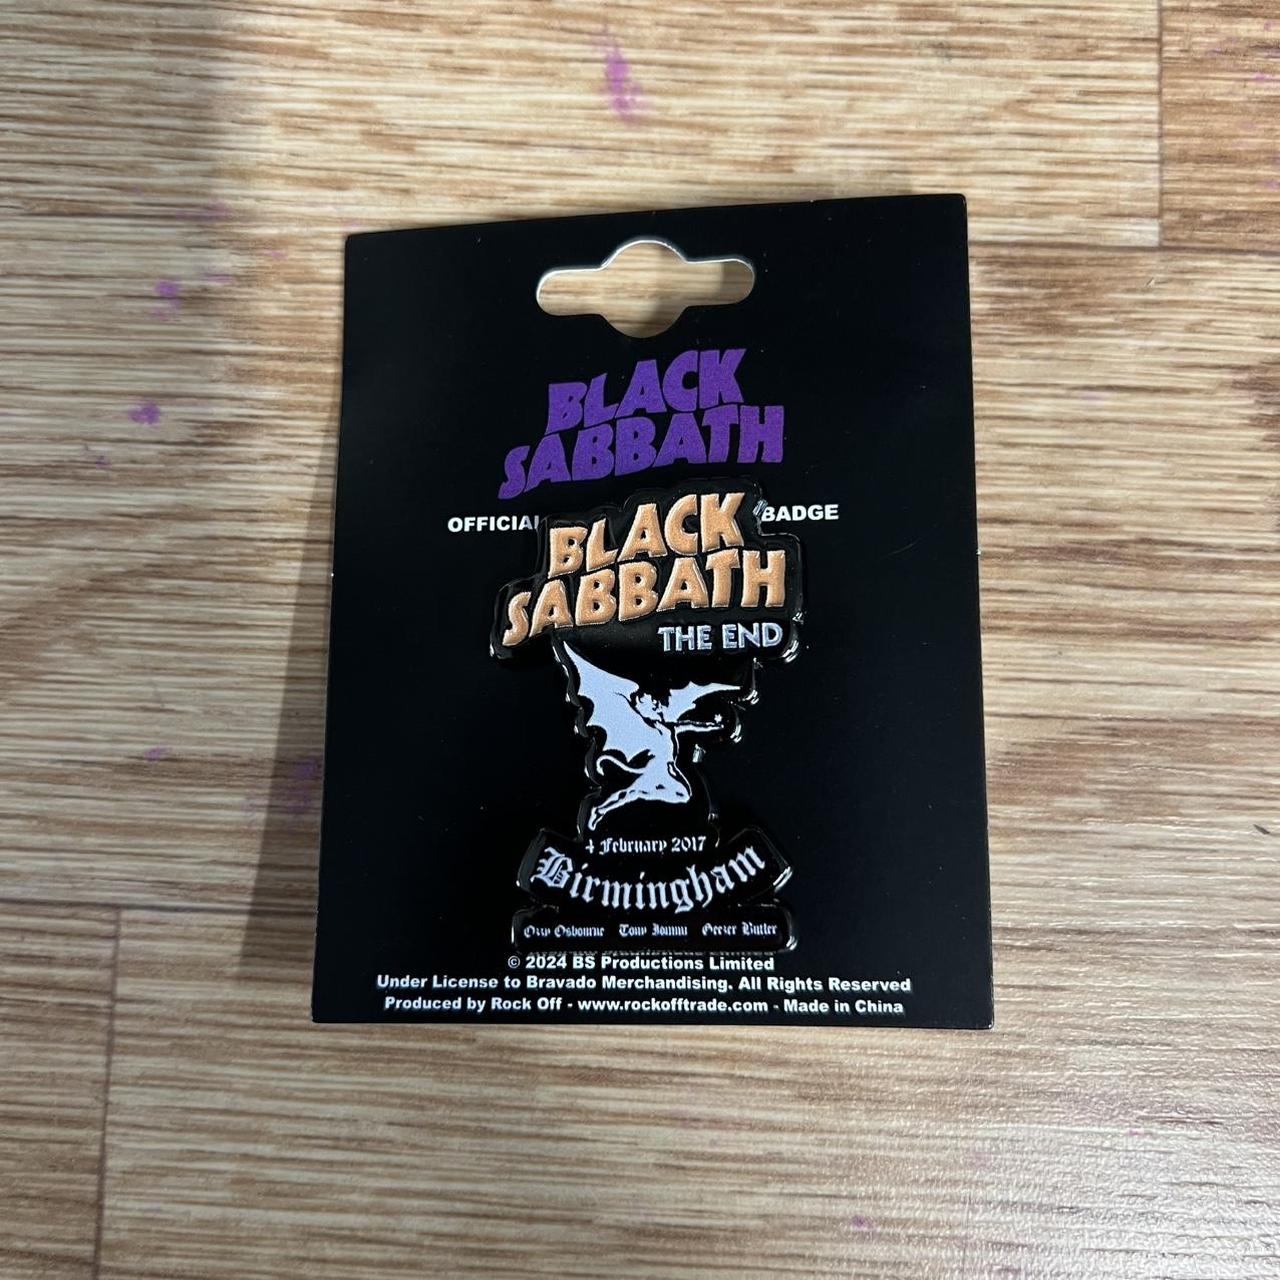 BLACK
SABBATH
OFFICIAL BADGE
BLACK
SABBATH
THE END
4 February 2017
Birmingham
Ozzy Osbourne Tony Iommi Geezer Butler
© 2024 BS Productions Limited
Under License to Bravado Merchandising. All Rights Reserved
Produced by Rock Off - www.rockofftrade.com - Made in China